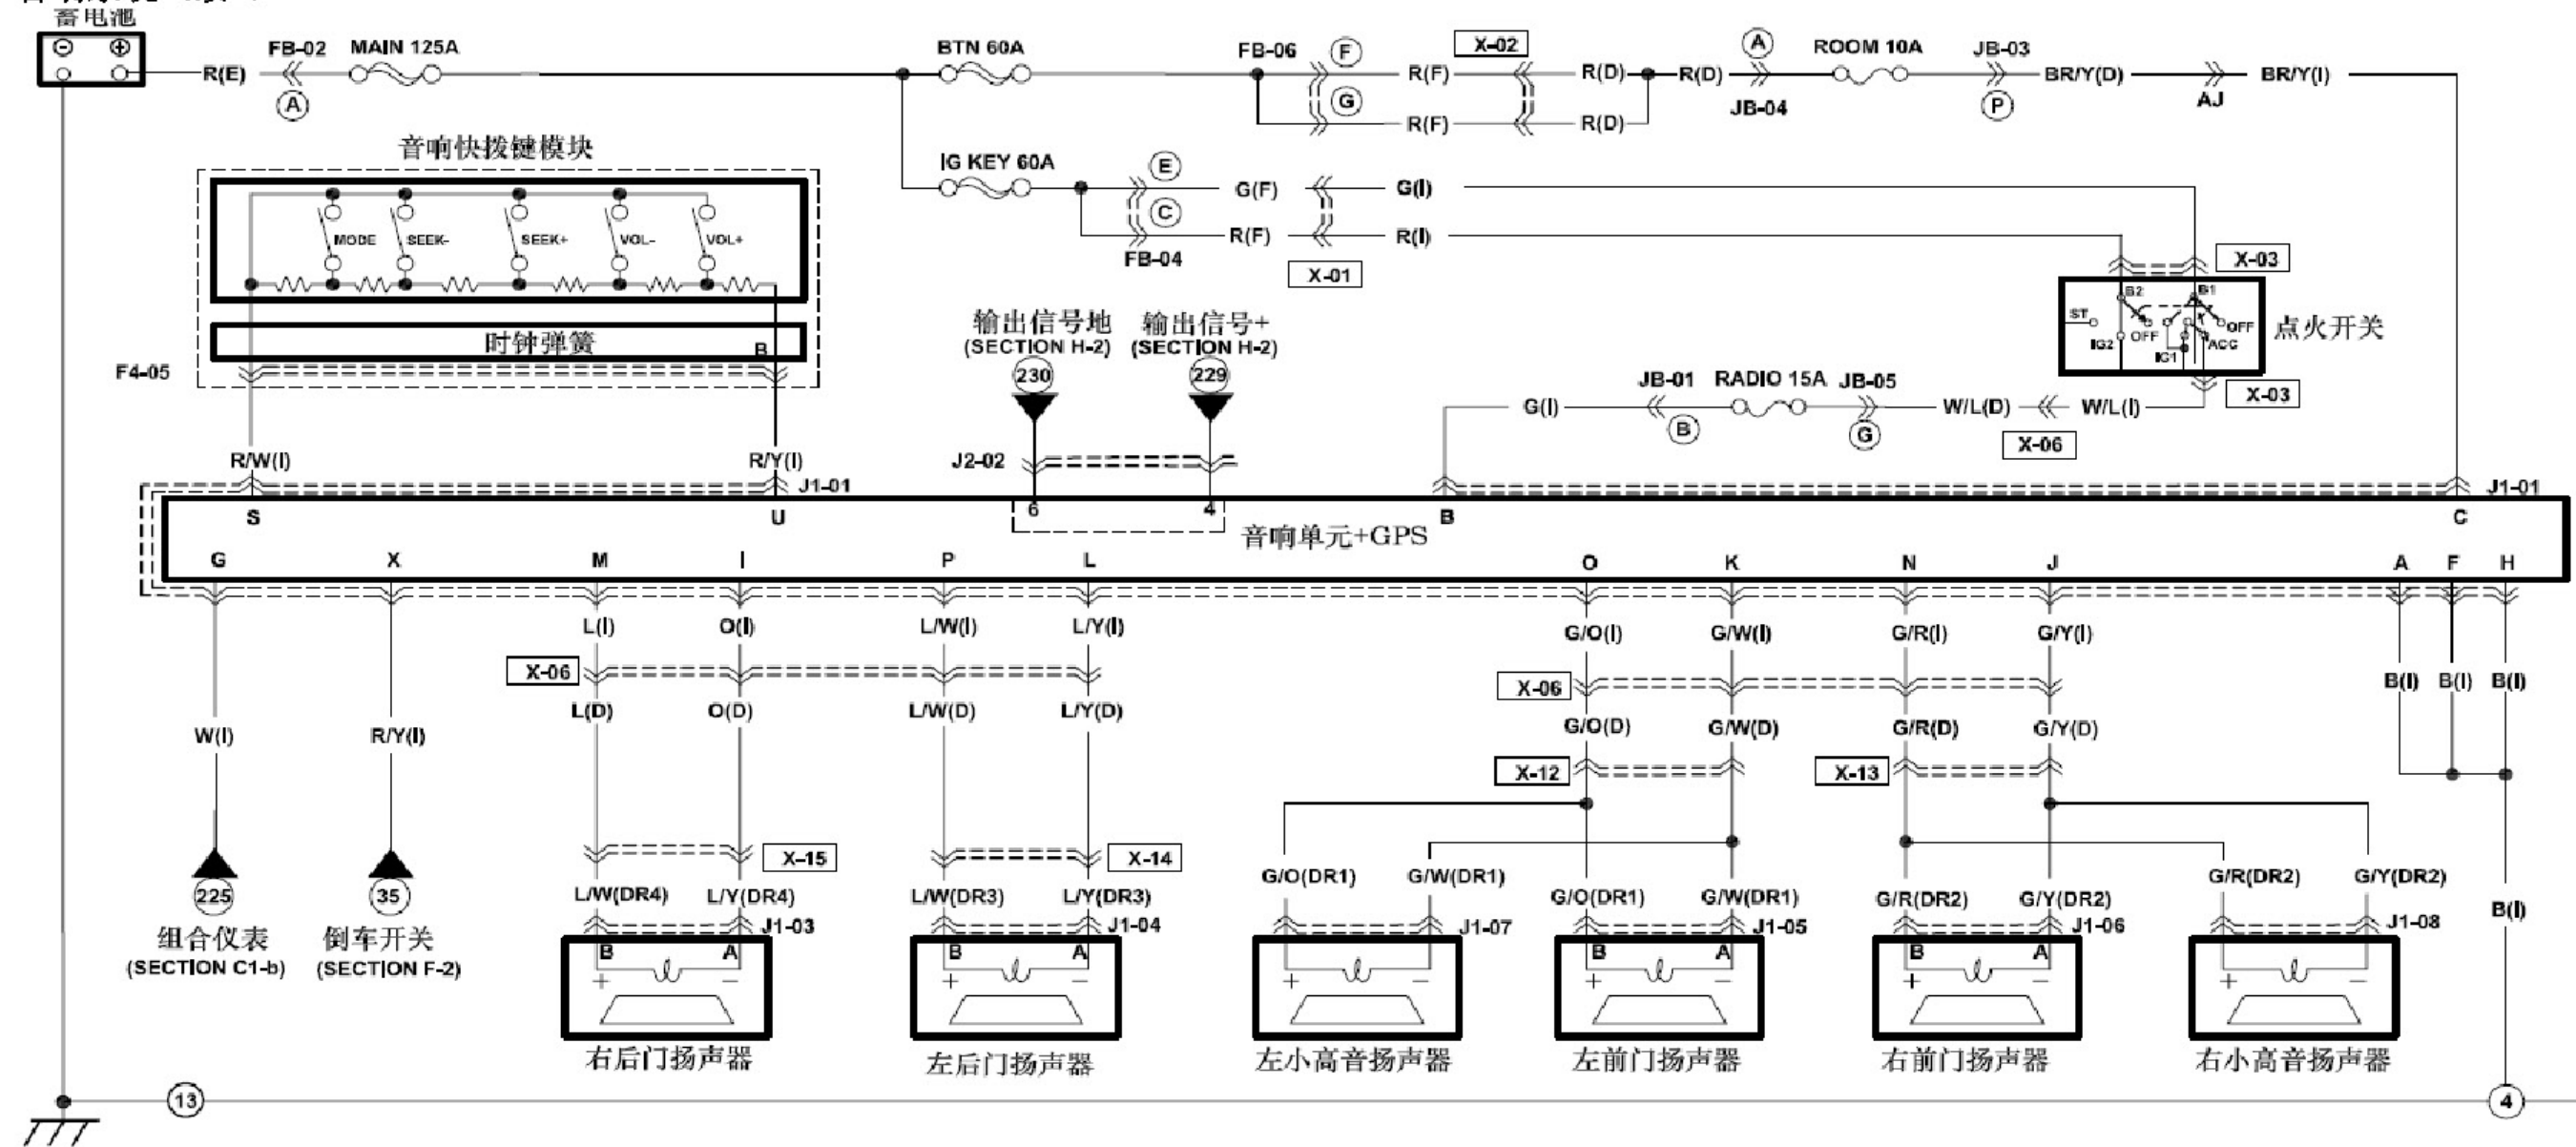 蓄电池
FB-02 MAIN 125A BTN 60A FB-06 F X-02 A ROOM 10A JB-03
R(E) R(F) R(D) R(D) BR/Y(D) BR/Y(I)
A G JB-04 P AJ
R(F) R(D)
音响快拨键模块
IG KEY 60A E
G(F) G(I)
C
R(F) R(I)
FB-04
X-01
X-03
MODE SEEK- SEEK+ VOL- VOL+
B2 B1
ST OFF OFF
IG2 IG1 ACC
点火开关
X-03
时钟弹簧 B
F4-05
输出信号地 输出信号+
(SECTION H-2) (SECTION H-2)
230 229
JB-01 RADIO 15A JB-05
G(I) W/L(D) W/L(I)
B G X-06
R/W(I) R/Y(I) J2-02
J1-01 J1-01
S U 6 4 B C
音响单元+GPS
G X M I P L O K N J A F H
L(I) O(I) L/W(I) L/Y(I) G/O(I) G/W(I) G/R(I) G/Y(I)
X-06 X-06 B(I) B(I) B(I)
L(D) O(D) L/W(D) L/Y(D) G/O(D) G/W(D) G/R(D) G/Y(D)
W(I) R/Y(I)
X-12 X-13
X-15 X-14
225 35
L/W(DR4) L/Y(DR4) L/W(DR3) L/Y(DR3) G/O(DR1) G/W(DR1) G/O(DR1) G/W(DR1) G/R(DR2) G/Y(DR2) G/R(DR2) G/Y(DR2)
B(I)
J1-03 J1-04 J1-07 J1-05 J1-06 J1-08
组合仪表 倒车开关
(SECTION C1-b) (SECTION F-2)
B A B A B A B A
+ - + - + - + - + - + -
右后门扬声器 左后门扬声器 左小高音扬声器 左前门扬声器 右前门扬声器 右小高音扬声器
13 4